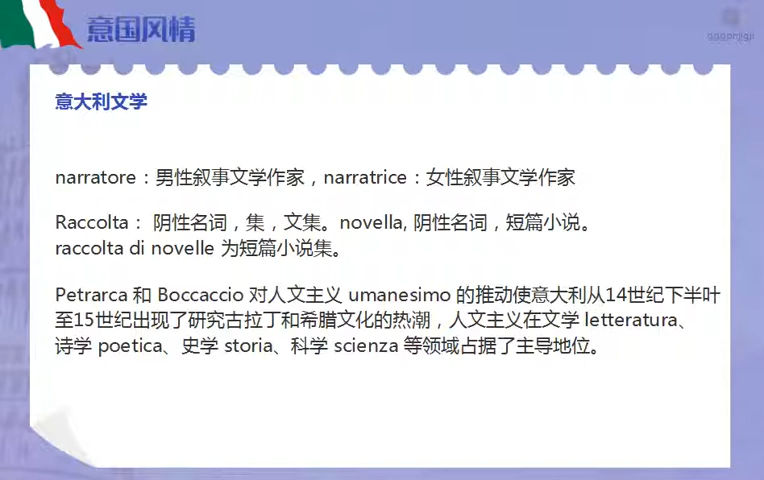 意国风情
意大利文学
narratore：男性叙事文学作家，narratrice：女性叙事文学作家
Raccolta： 阴性名词，集，文集。novella, 阴性名词，短篇小说。
raccolta di novelle 为短篇小说集。
Petrarca 和 Boccaccio 对人文主义 umanesimo 的推动使意大利从14世纪下半叶
至15世纪出现了研究古拉丁和希腊文化的热潮，人文主义在文学 letteratura、
诗学 poetica、史学 storia、科学 scienza 等领域占据了主导地位。